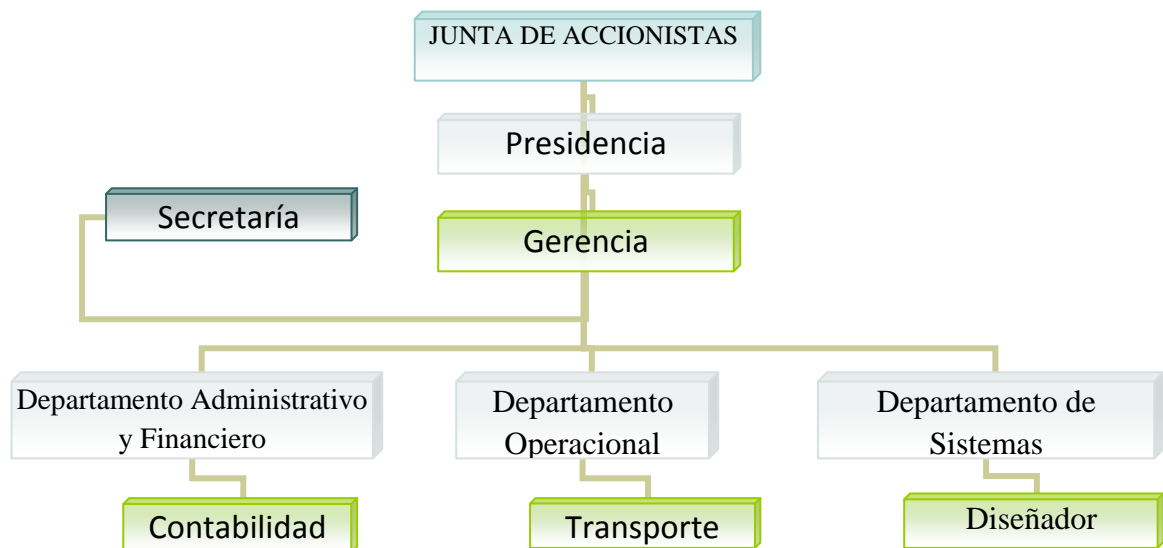 JUNTA DE ACCIONISTAS
Presidencia
Secretaría
Gerencia
Departamento Administrativo
y Financiero
Departamento
Operacional
Departamento de
Sistemas
Contabilidad
Transporte
Diseñador